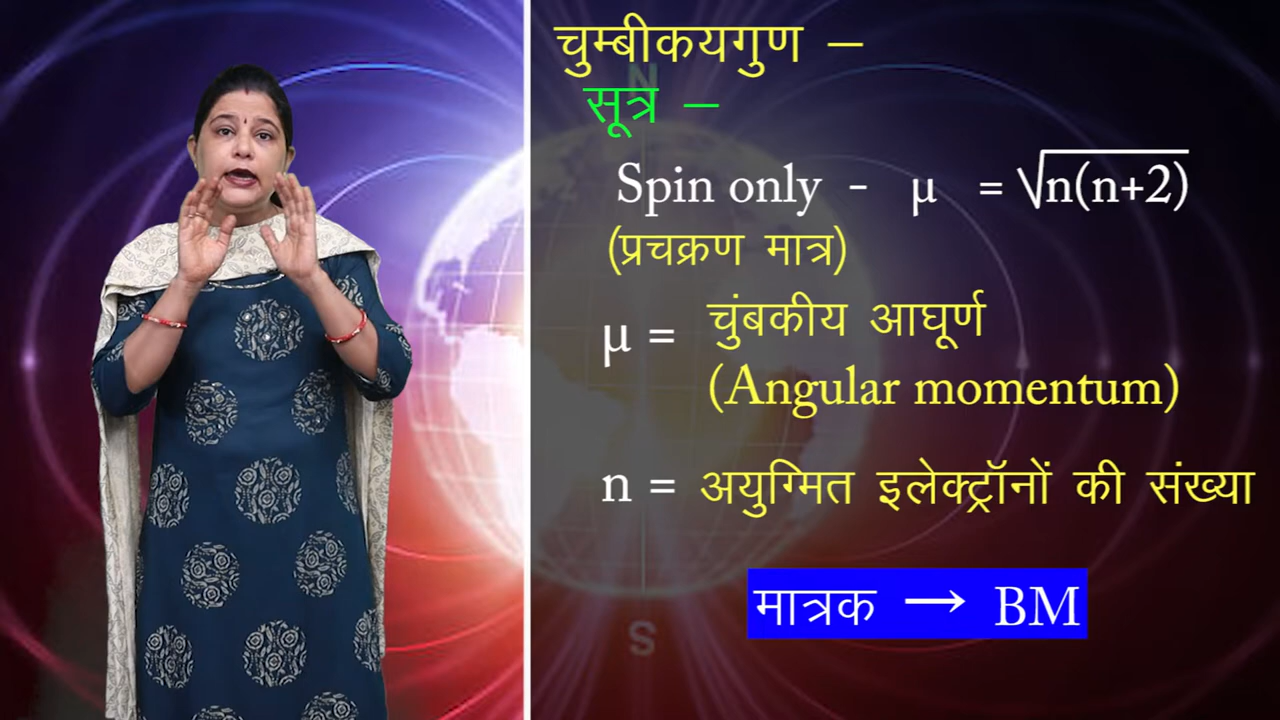 चुम्बीकयगुण –
सूत्र –
Spin only - μ = √n(n+2)
(प्रचक्रण मात्र)
μ = चुंबकीय आघूर्ण
(Angular momentum)
n = अयुग्मित इलेक्ट्रॉनों की संख्या
मात्रक → BM
N
S